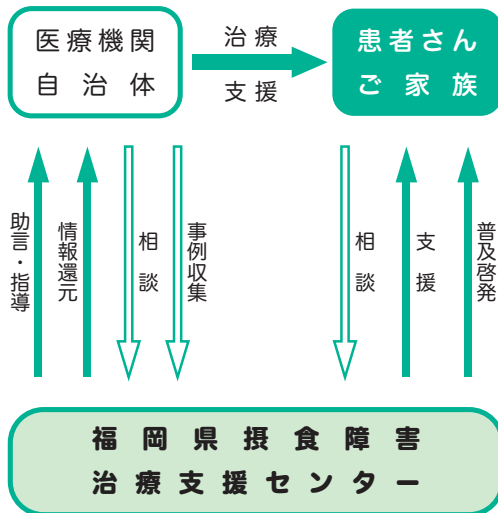 医療機関
自治体
治療
支援
患者さん
ご家族
助言・指導
情報還元
相談
事例収集
相談
支援
普及啓発
福岡県摂食障害
治療支援センター